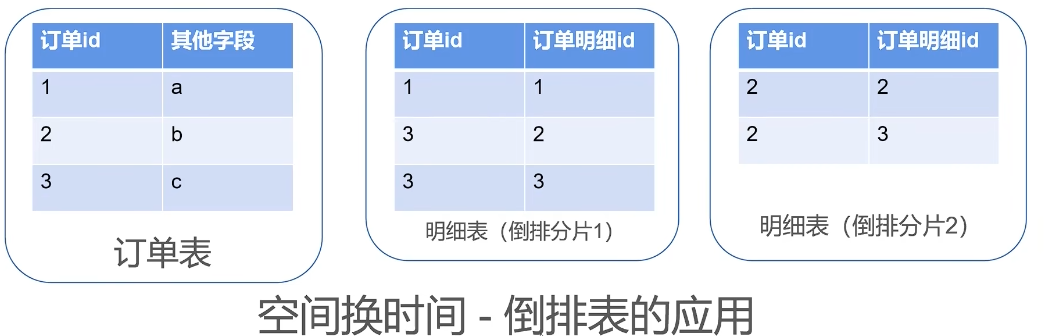 订单id 其他字段
1 a
2 b
3 c
订单表
订单id 订单明细id
1 1
3 2
3 3
明细表（倒排分片1）
订单id 订单明细id
2 2
2 3
明细表（倒排分片2）
空间换时间 - 倒排表的应用